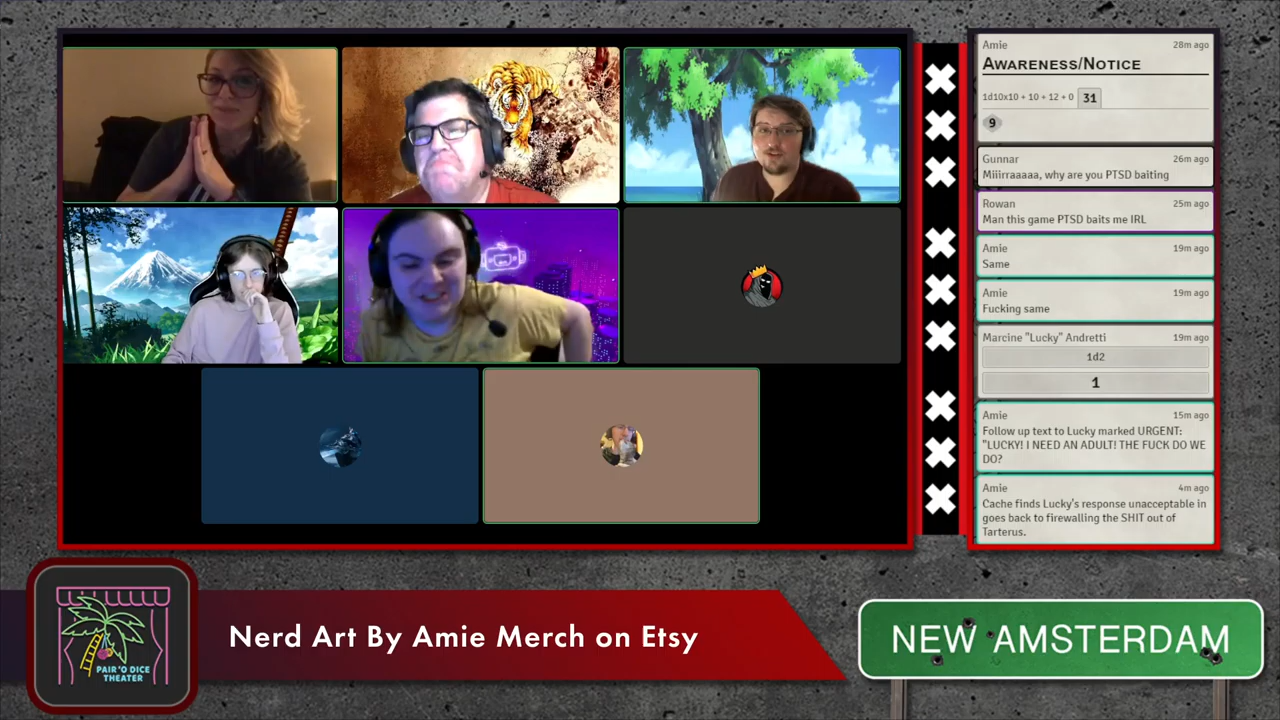 Amie 28m ago
AWARENESS/NOTICE
1d10x10 + 10 + 12 + 0 31
9
Gunnar 26m ago
Miiirraaaaa, why are you PTSD baiting
Rowan 25m ago
Man this game PTSD baits me IRL
Amie 19m ago
Same
Amie 19m ago
Fucking same
Marcine "Lucky" Andretti 19m ago
1d2
1
Amie 15m ago
Follow up text to Lucky marked URGENT:
"LUCKY! I NEED AN ADULT! THE FUCK DO WE
DO?
Amie 4m ago
Cache finds Lucky's response unacceptable in
goes back to firewalling the SHIT out of
Tarterus.
PAIR'O DICE
THEATER
Nerd Art By Amie Merch on Etsy
NEW AMSTERDAM